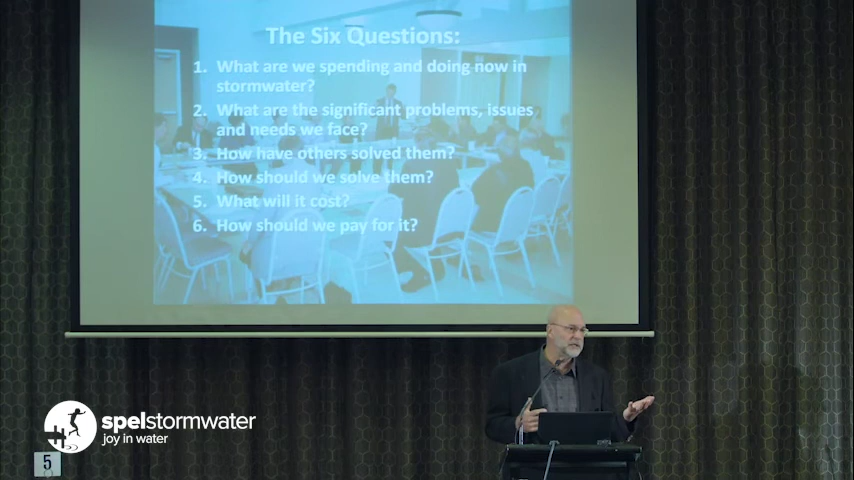 The Six Questions:
1. What are we spending and doing now in
stormwater?
2. What are the significant problems, issues
and needs we face?
3. How have others solved them?
4. How should we solve them?
5. What will it cost?
6. How should we pay for it?
spelstormwater
joy in water
5